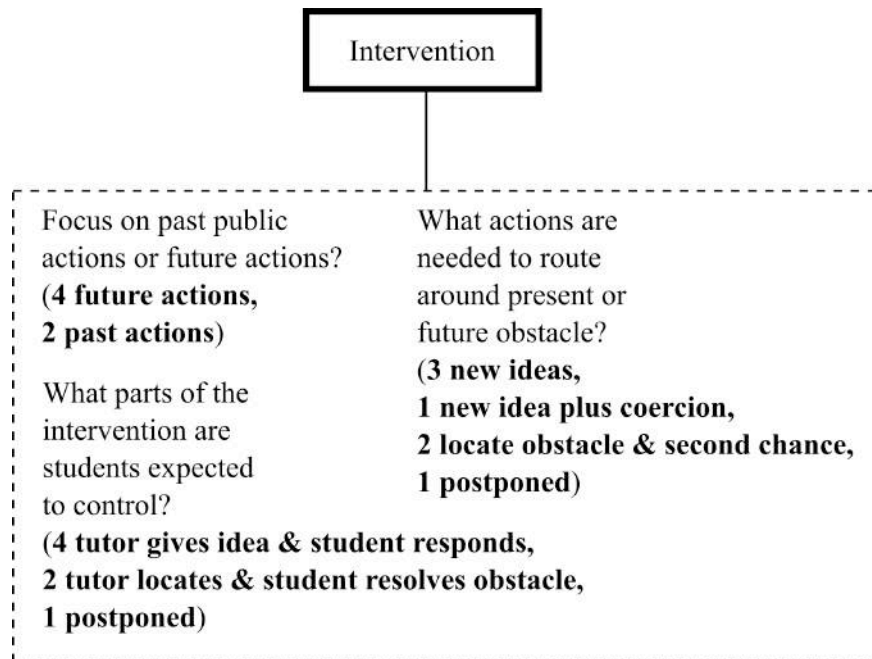 Intervention
Focus on past public
actions or future actions?
(4 future actions,
2 past actions)
What parts of the
intervention are
students expected
to control?
(4 tutor gives idea & student responds,
2 tutor locates & student resolves obstacle,
1 postponed)
What actions are
needed to route
around present or
future obstacle?
(3 new ideas,
1 new idea plus coercion,
2 locate obstacle & second chance,
1 postponed)